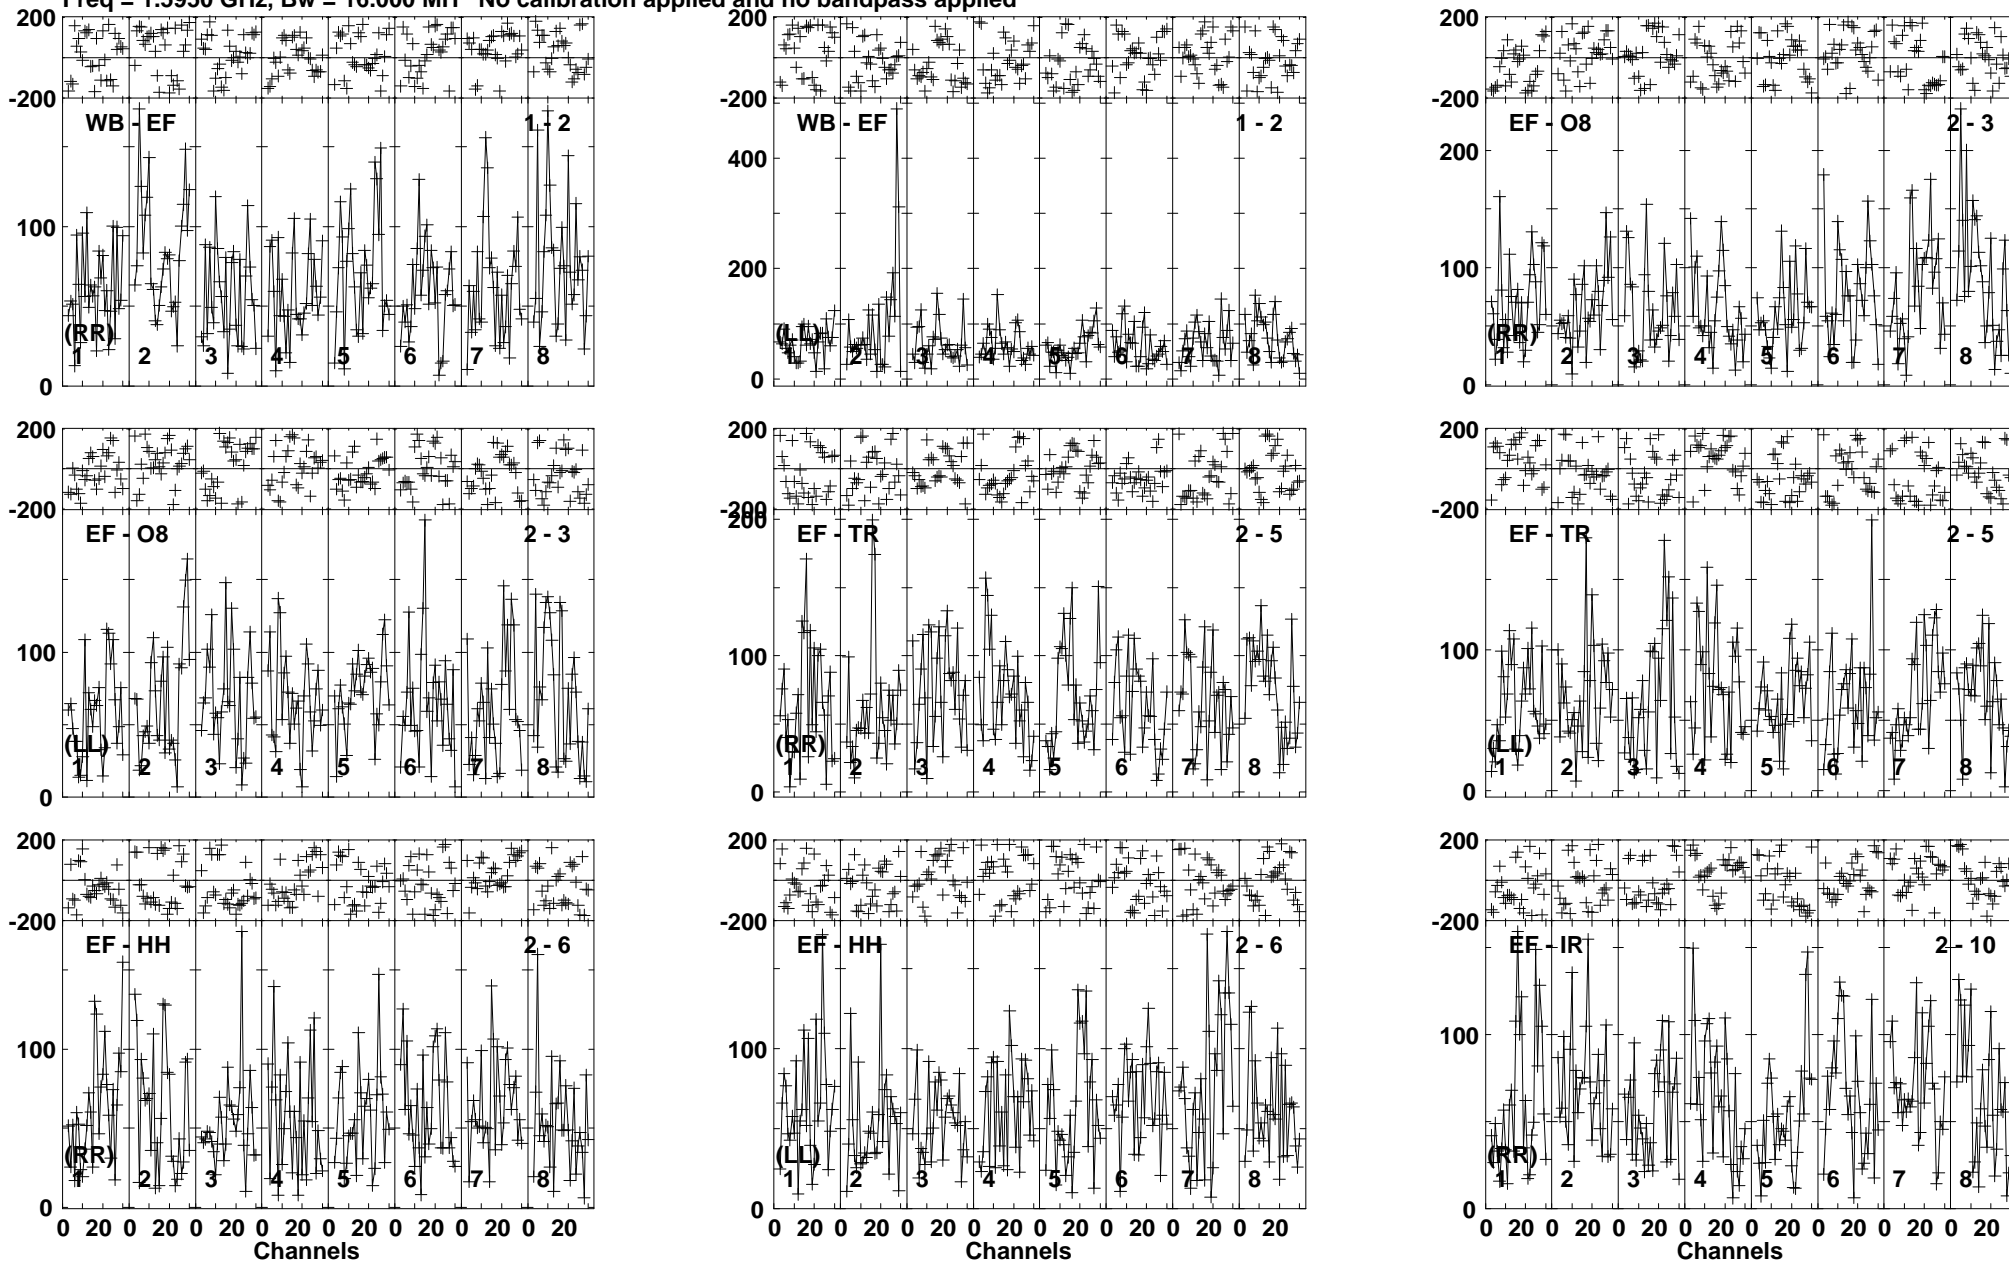 Freq = 1.5950 GHz, Bw = 16.000 MH No calibration applied and no bandpass applied
200 200 200
-200 -200 -200
WB - EF 1 - 2 WB - EF 1 - 2 EF - O8 2 - 3
400 200
100 200 100
(RR) (LL) (RR)
1 2 3 4 5 6 7 8 1 2 3 4 5 6 7 8 1 2 3 4 5 6 7 8
0 0 0
200 200 200
-200 -200 -200
200
EF - O8 2 - 3 EF - TR 2 - 5 EF - TR 2 - 5
100 100 100
(LL) (RR) (LL)
1 2 3 4 5 6 7 8 1 2 3 4 5 6 7 8 1 2 3 4 5 6 7 8
0 0 0
200 200 200
-200 -200 -200
EF - HH 2 - 6 EF - HH 2 - 6 EF - IR 2 - 10
100 100 100
(RR) (LL) (RR)
1 2 3 4 5 6 7 8 1 2 3 4 5 6 7 8 1 2 3 4 5 6 7 8
0 0 0
0 20 0 20 0 20 0 20 0 20 0 20 0 20 0 20 0 20 0 20 0 20 0 20 0 20 0 20 0 20 0 20 0 20 0 20 0 20 0 20 0 20 0 20 0 20 0 20
Channels Channels Channels